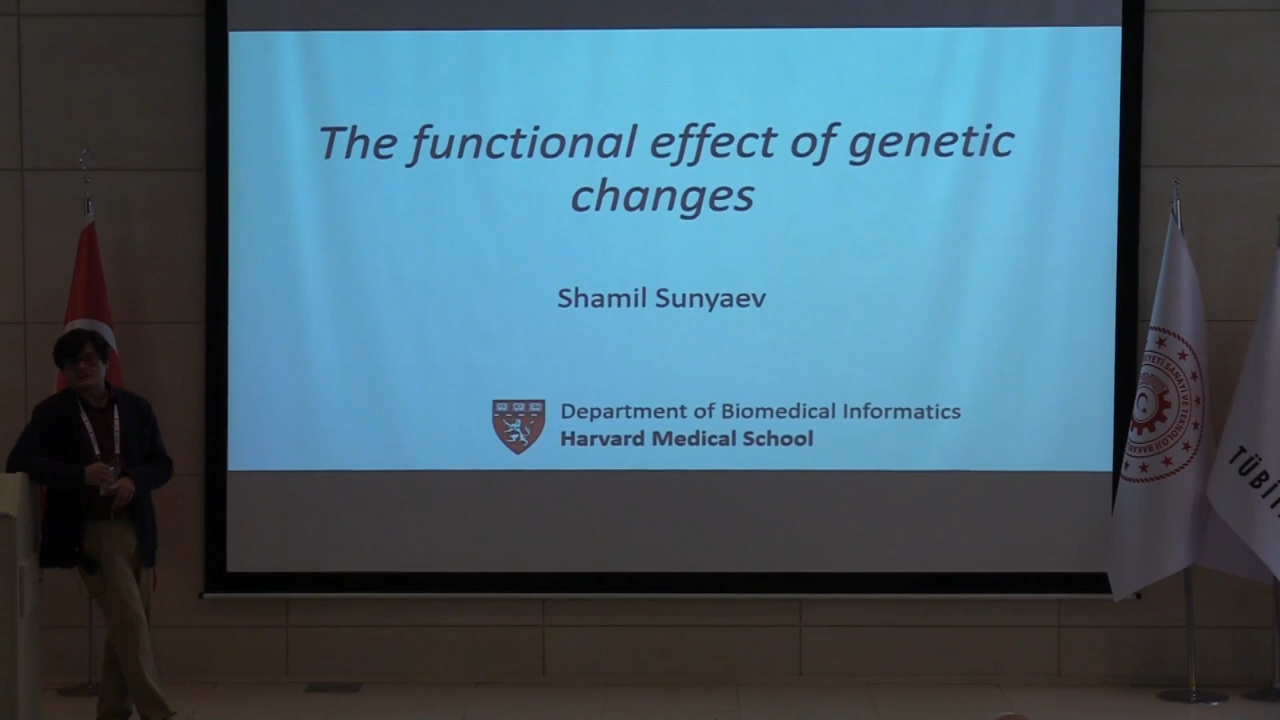 The functional effect of genetic
changes
Shamil Sunyaev
Department of Biomedical Informatics
Harvard Medical School
TÜBİT